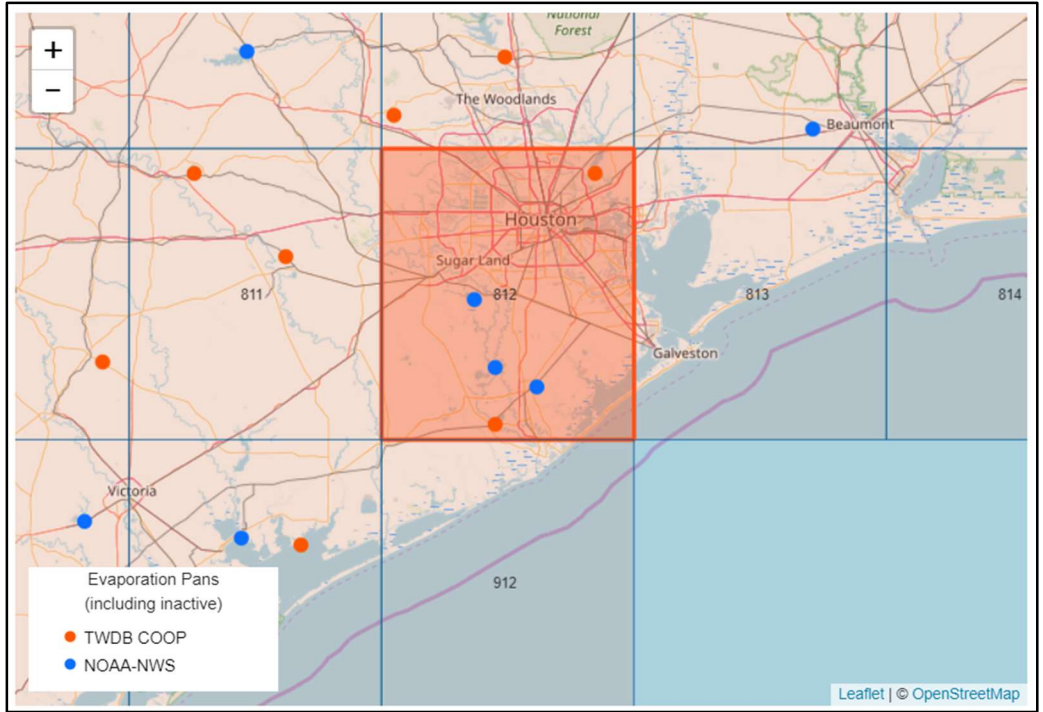 +
−
National
Forest
The Woodlands
Beaumont
Houston
Sugar Land
811
812
813
814
Galveston
Victoria
912
Evaporation Pans
(including inactive)
TWDB COOP
NOAA-NWS
Leaflet | © OpenStreetMap